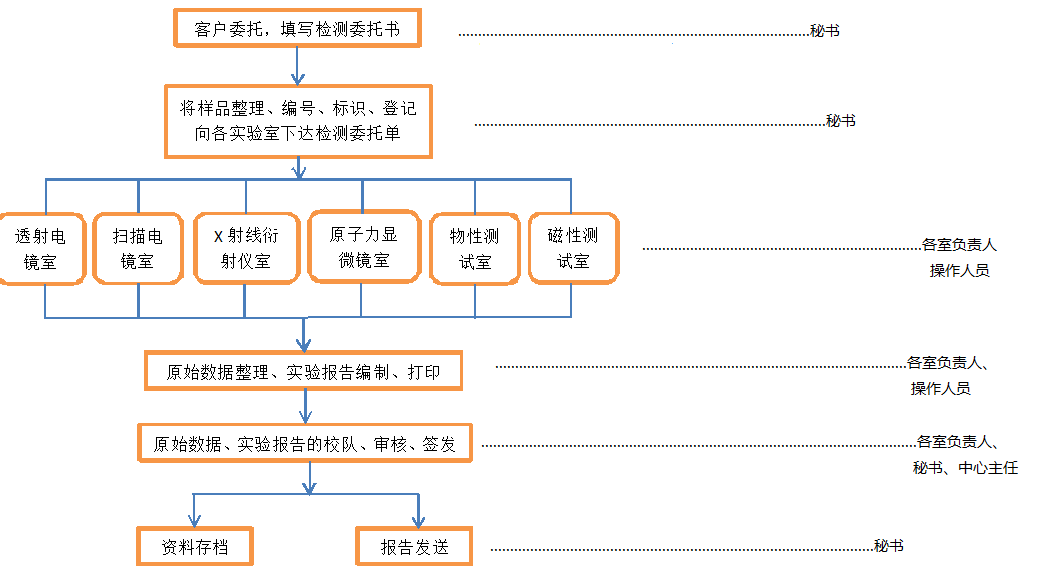 客户委托，填写检测委托书
秘书
将样品整理、编号、标识、登记
向各实验室下达检测委托单
秘书
透射电
镜室
扫描电
镜室
X射线衍
射仪室
原子力显
微镜室
物性测
试室
磁性测
试室
各室负责人
操作人员
原始数据整理、实验报告编制、打印
各室负责人、
操作人员
原始数据、实验报告的校队、审核、签发
各室负责人、
秘书、中心主任
资料存档
报告发送
秘书